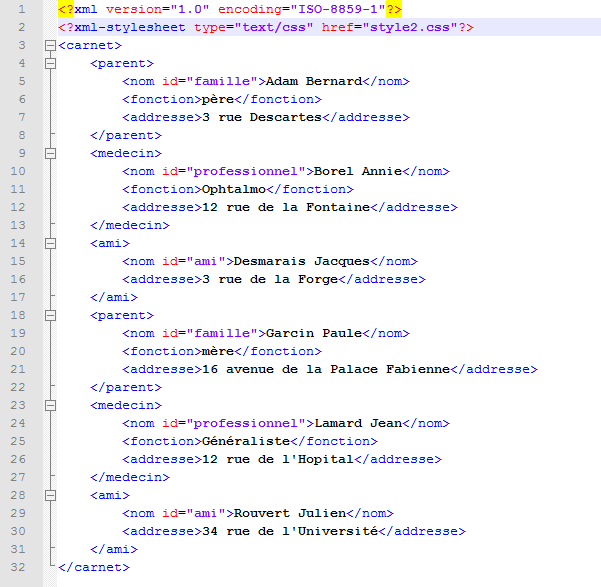 1 <?xml version="1.0" encoding="ISO-8859-1"?>
2 <?xml-stylesheet type="text/css" href="style2.css"?>
3 <carnet>
4 <parent>
5 <nom id="famille">Adam Bernard</nom>
6 <fonction>père</fonction>
7 <addresse>3 rue Descartes</addresse>
8 </parent>
9 <medecin>
10 <nom id="professionnel">Borel Annie</nom>
11 <fonction>Ophtalmo</fonction>
12 <addresse>12 rue de la Fontaine</addresse>
13 </medecin>
14 <ami>
15 <nom id="ami">Desmarais Jacques</nom>
16 <addresse>3 rue de la Forge</addresse>
17 </ami>
18 <parent>
19 <nom id="famille">Garcin Paule</nom>
20 <fonction>mère</fonction>
21 <addresse>16 avenue de la Palace Fabienne</addresse>
22 </parent>
23 <medecin>
24 <nom id="professionnel">Lamard Jean</nom>
25 <fonction>Généraliste</fonction>
26 <addresse>12 rue de l'Hopital</addresse>
27 </medecin>
28 <ami>
29 <nom id="ami">Rouvert Julien</nom>
30 <addresse>34 rue de l'Université</addresse>
31 </ami>
32 </carnet>